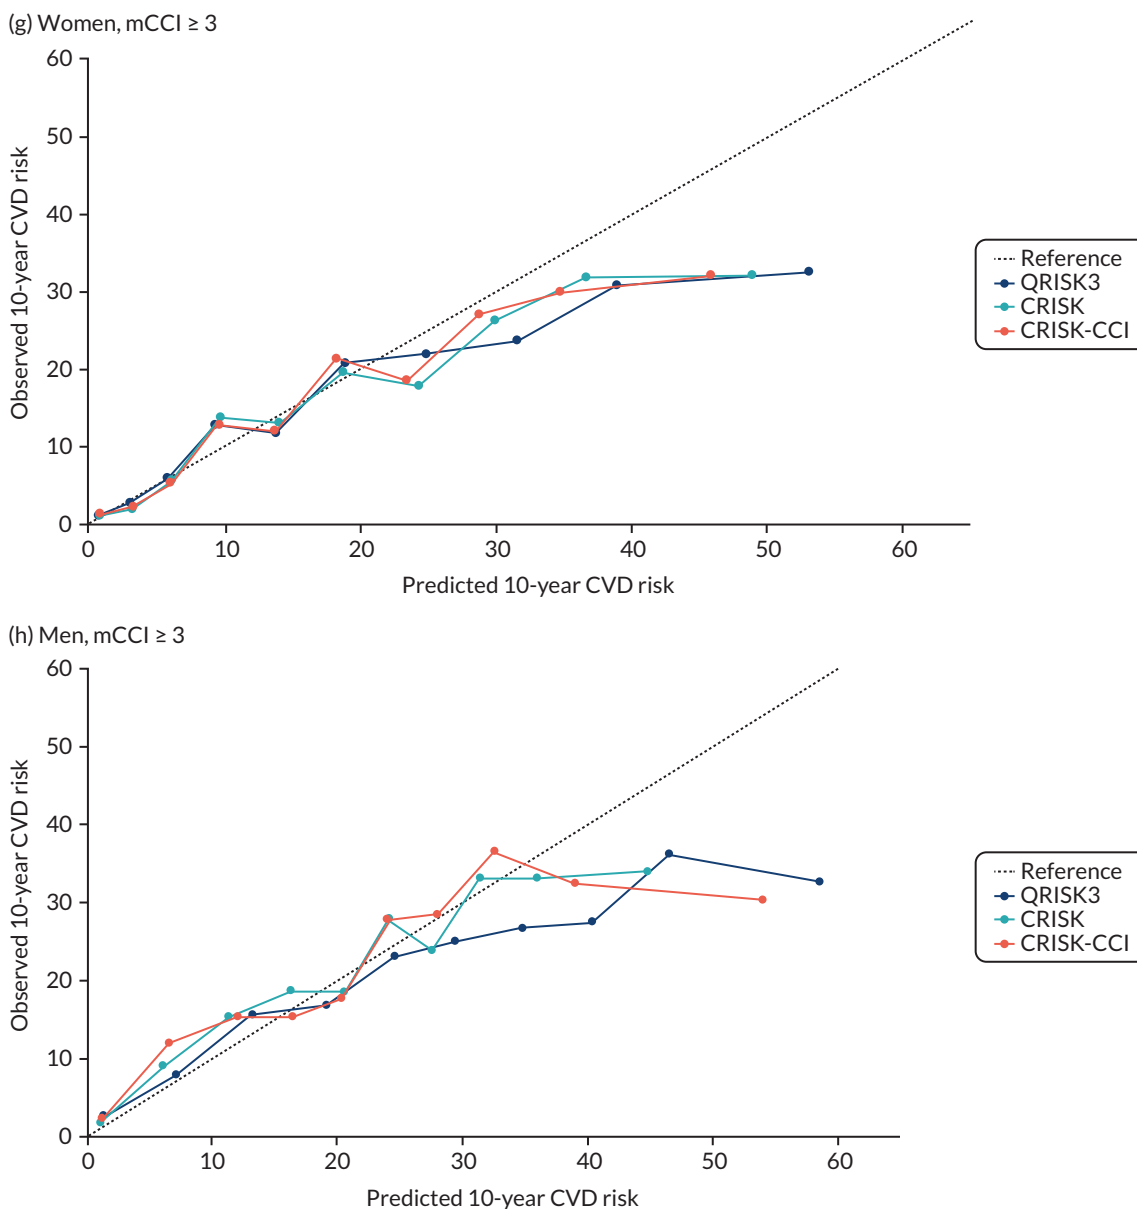 (g) Women, mCCI ≥ 3
60
50
40
30
20
10
0
Observed 10-year CVD risk
0 10 20 30 40 50 60
Predicted 10-year CVD risk
Reference
QRISK3
CRISK
CRISK-CCI
(h) Men, mCCI ≥ 3
60
50
40
30
20
10
0
Observed 10-year CVD risk
0 10 20 30 40 50 60
Predicted 10-year CVD risk
Reference
QRISK3
CRISK
CRISK-CCI